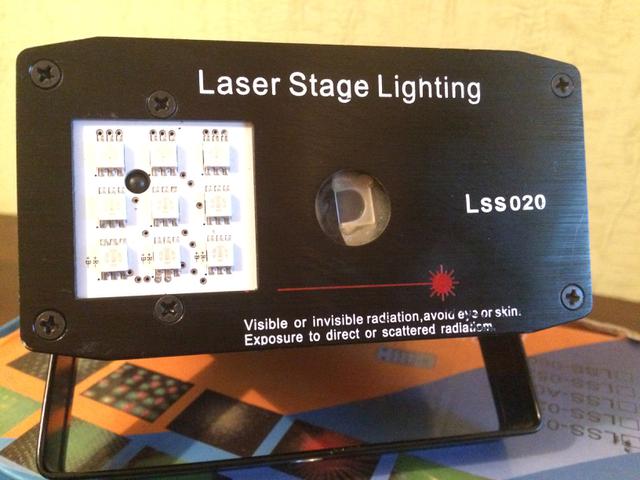 Laser Stage Lighting
Lss020
Visible or invisible radiation,avoid eye or skin.
Exposure to direct or scattered radiation.